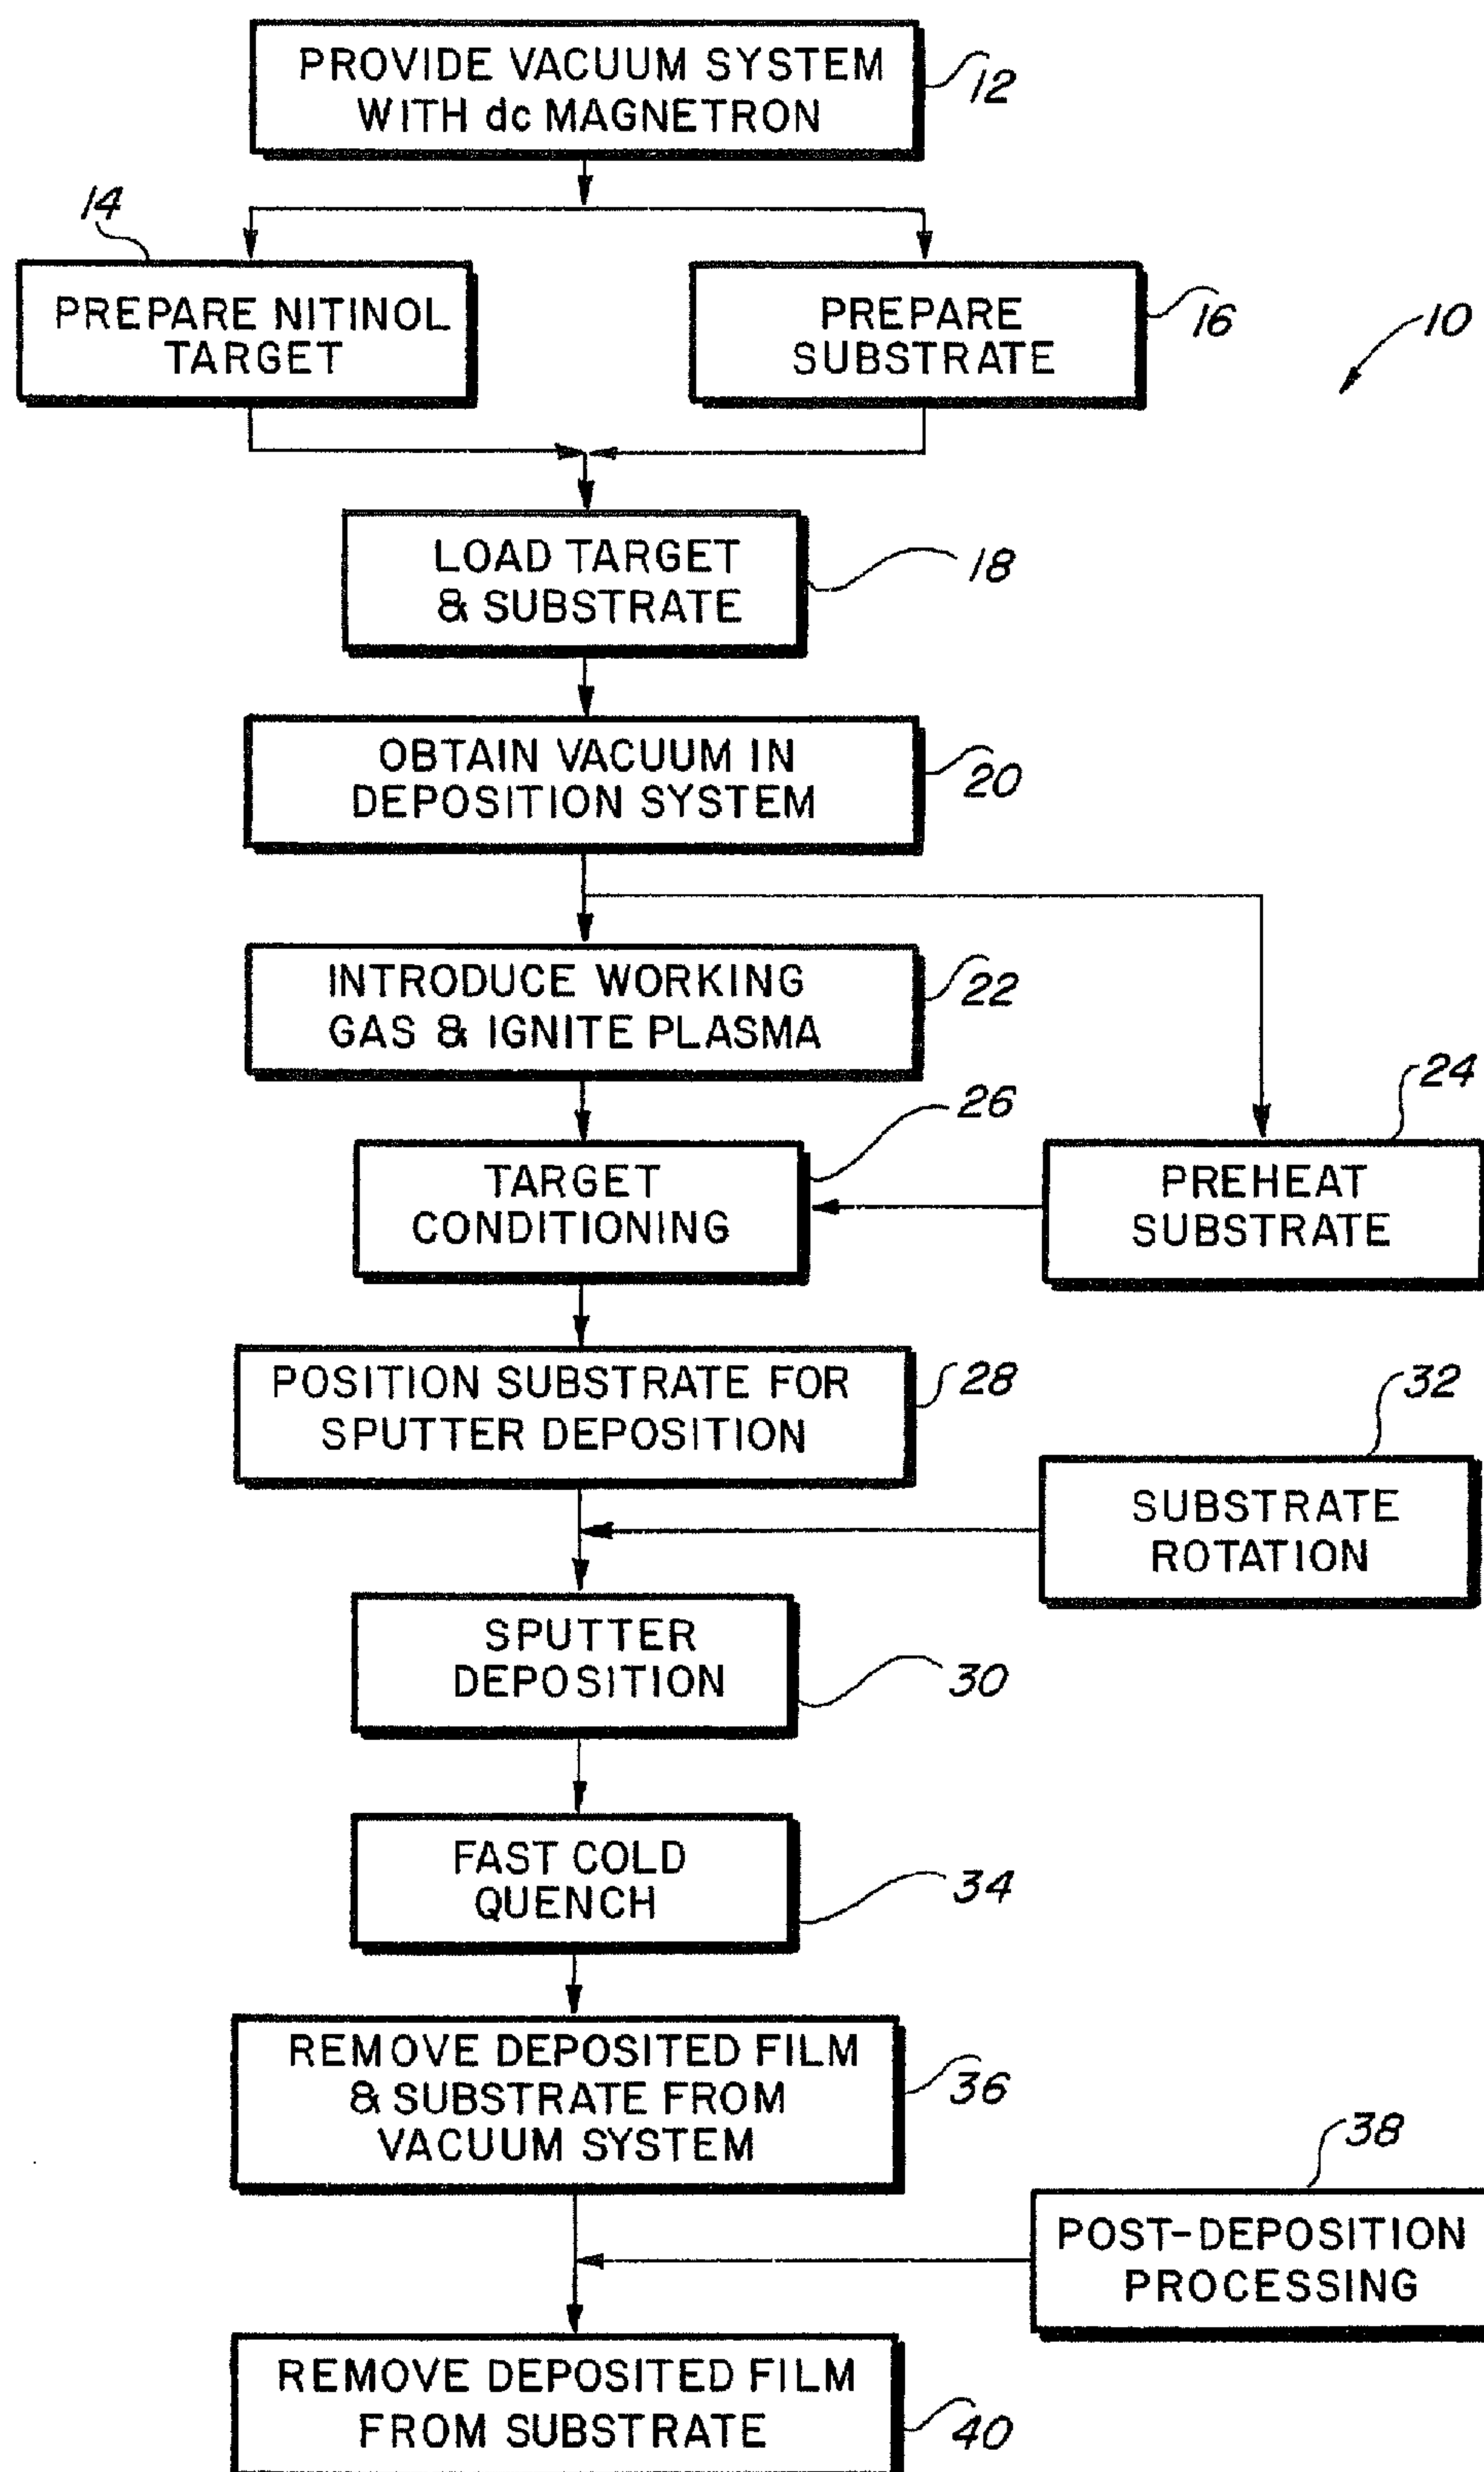 PROVIDE VACUUM SYSTEM
WITH dc MAGNETRON
12
14
PREPARE NITINOL
TARGET
PREPARE
SUBSTRATE
16
10
LOAD TARGET
& SUBSTRATE
18
OBTAIN VACUUM IN
DEPOSITION SYSTEM
20
INTRODUCE WORKING
GAS & IGNITE PLASMA
22
24
26
TARGET
CONDITIONING
PREHEAT
SUBSTRATE
POSITION SUBSTRATE FOR
SPUTTER DEPOSITION
28
32
SUBSTRATE
ROTATION
SPUTTER
DEPOSITION
30
FAST COLD
QUENCH
34
REMOVE DEPOSITED FILM
& SUBSTRATE FROM
VACUUM SYSTEM
36
38
POST-DEPOSITION
PROCESSING
REMOVE DEPOSITED FILM
FROM SUBSTRATE
40